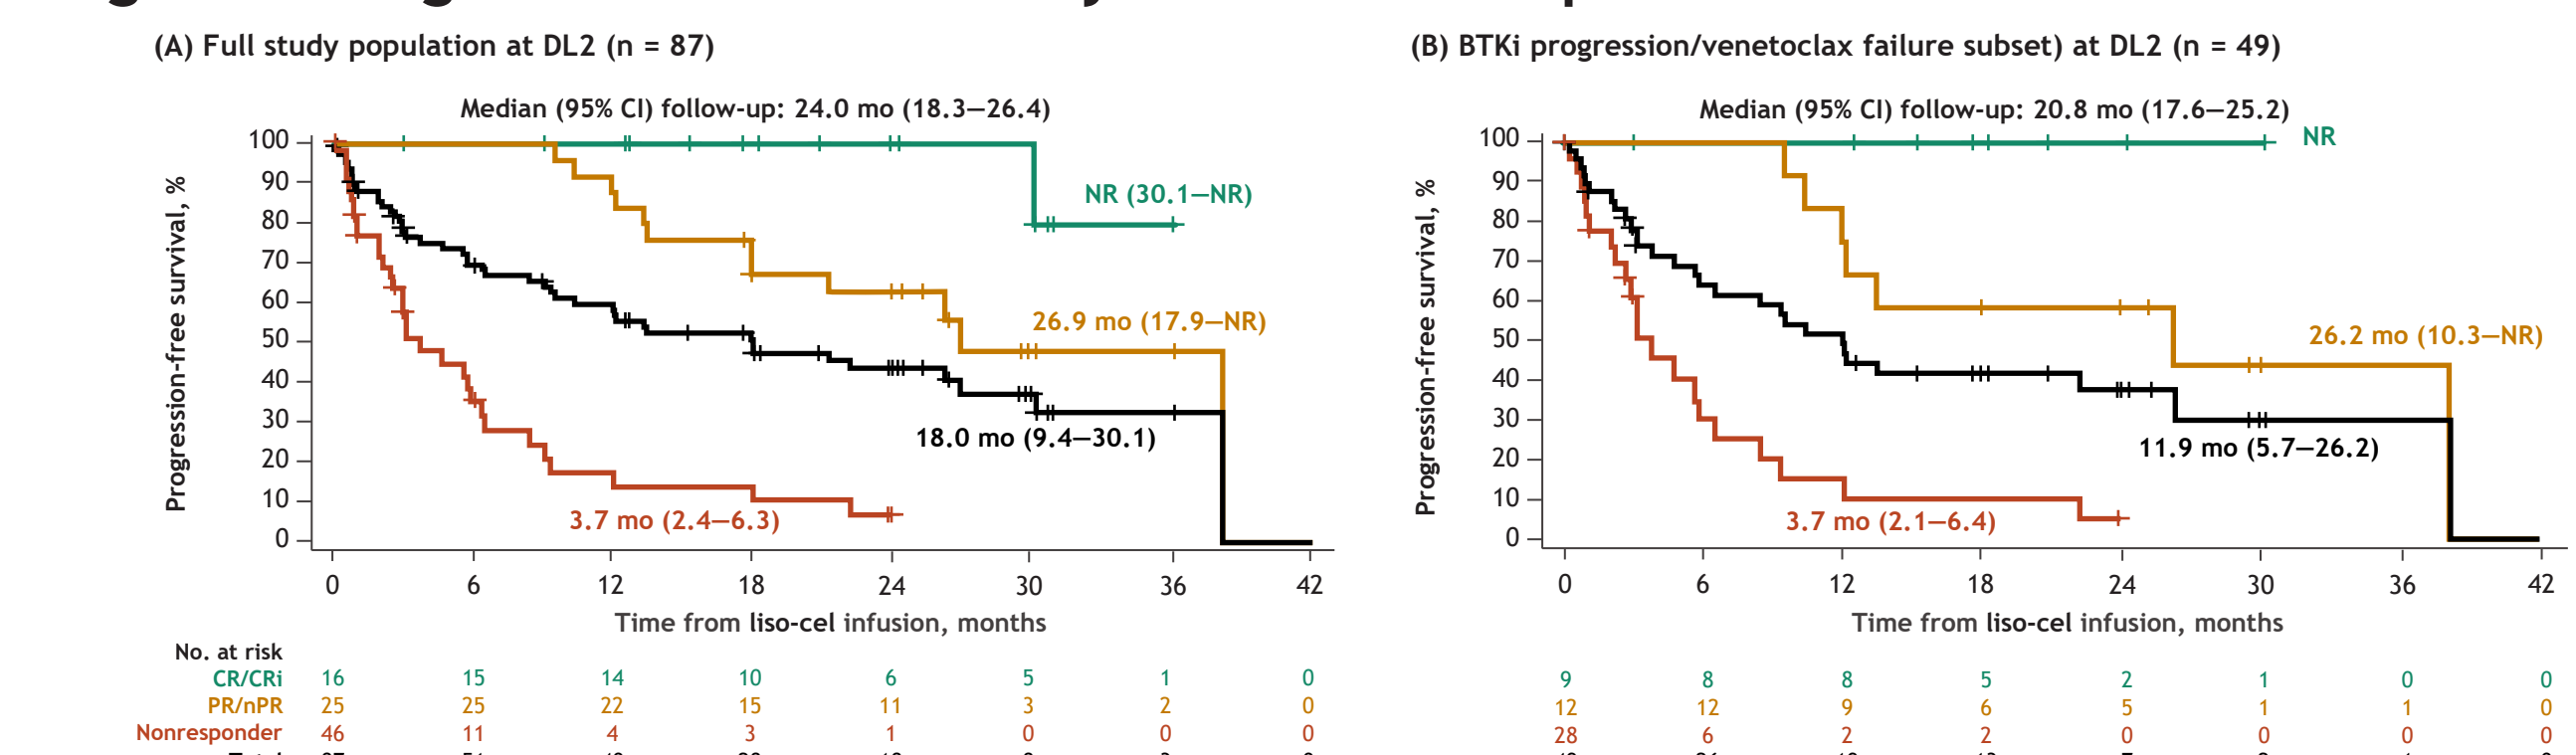 (A) Full study population at DL2 (n = 87)
Median (95% CI) follow-up: 24.0 mo (18.3–26.4)
Progression-free survival, %
100
90
80
70
60
50
40
30
20
10
0
NR (30.1–NR)
26.9 mo (17.9–NR)
18.0 mo (9.4–30.1)
3.7 mo (2.4–6.3)
0 6 12 18 24 30 36 42
Time from liso-cel infusion, months
No. at risk
CR/CRi 16 15 14 10 6 5 1 0
PR/nPR 25 25 22 15 11 3 2 0
Nonresponder 46 11 4 3 1 0 0 0
(B) BTKi progression/venetoclax failure subset) at DL2 (n = 49)
Median (95% CI) follow-up: 20.8 mo (17.6–25.2)
Progression-free survival, %
100
90
80
70
60
50
40
30
20
10
0
NR
26.2 mo (10.3–NR)
11.9 mo (5.7–26.2)
3.7 mo (2.1–6.4)
0 6 12 18 24 30 36 42
Time from liso-cel infusion, months
9 8 8 5 2 1 0 0
12 12 9 6 5 1 1 0
28 6 2 2 0 0 0 0